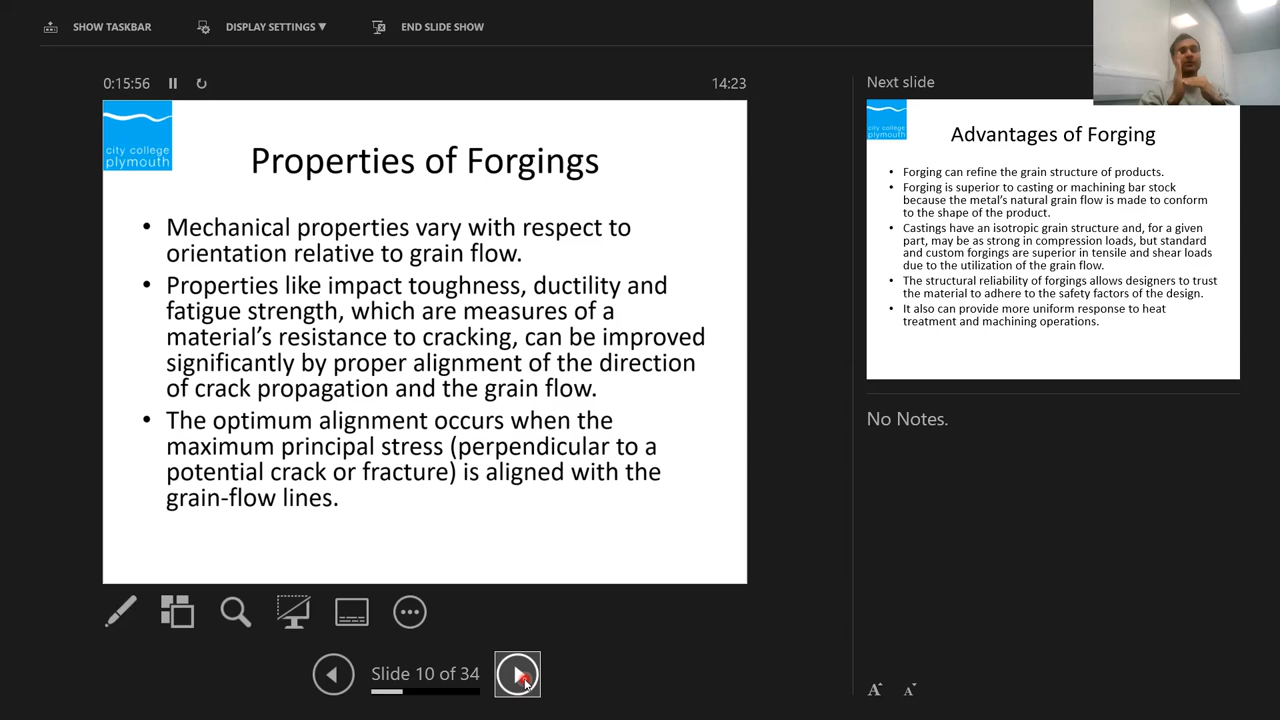 SHOW TASKBAR
DISPLAY SETTINGS ▼
END SLIDE SHOW
0:15:56
14:23
city college
plymouth
Properties of Forgings
• Mechanical properties vary with respect to
orientation relative to grain flow.
• Properties like impact toughness, ductility and
fatigue strength, which are measures of a
material’s resistance to cracking, can be improved
significantly by proper alignment of the direction
of crack propagation and the grain flow.
• The optimum alignment occurs when the
maximum principal stress (perpendicular to a
potential crack or fracture) is aligned with the
grain-flow lines.
Slide 10 of 34
Next slide
city college
plymouth
Advantages of Forging
• Forging can refine the grain structure of products.
• Forging is superior to casting or machining bar stock
because the metal’s natural grain flow is made to conform
to the shape of the product.
• Castings have an isotropic grain structure and, for a given
part, may be as strong in compression loads, but standard
and custom forgings are superior in tensile and shear loads
due to the utilization of the grain flow.
• The structural reliability of forgings allows designers to trust
the material to adhere to the safety factors of the design.
• It also can provide more uniform response to heat
treatment and machining operations.
No Notes.
A A